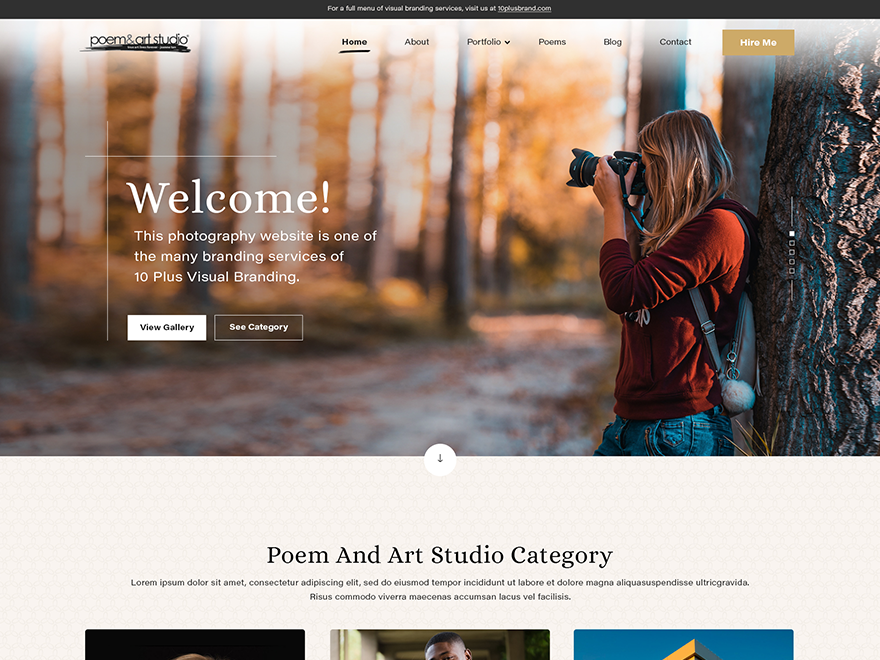 For a full menu of visual branding services, visit us at 10plusbrand.com
poem&art.studio
Home
About
Portfolio
Poems
Blog
Contact
Hire Me
Welcome!
This photography website is one of
the many branding services of
10 Plus Visual Branding.
View Gallery
See Category
Poem And Art Studio Category
Lorem ipsum dolor sit amet, consectetur adipiscing elit, sed do eiusmod tempor incididunt ut labore et dolore magna aliquasuspendisse ultricgravida.
Risus commodo viverra maecenas accumsan lacus vel facilisis.